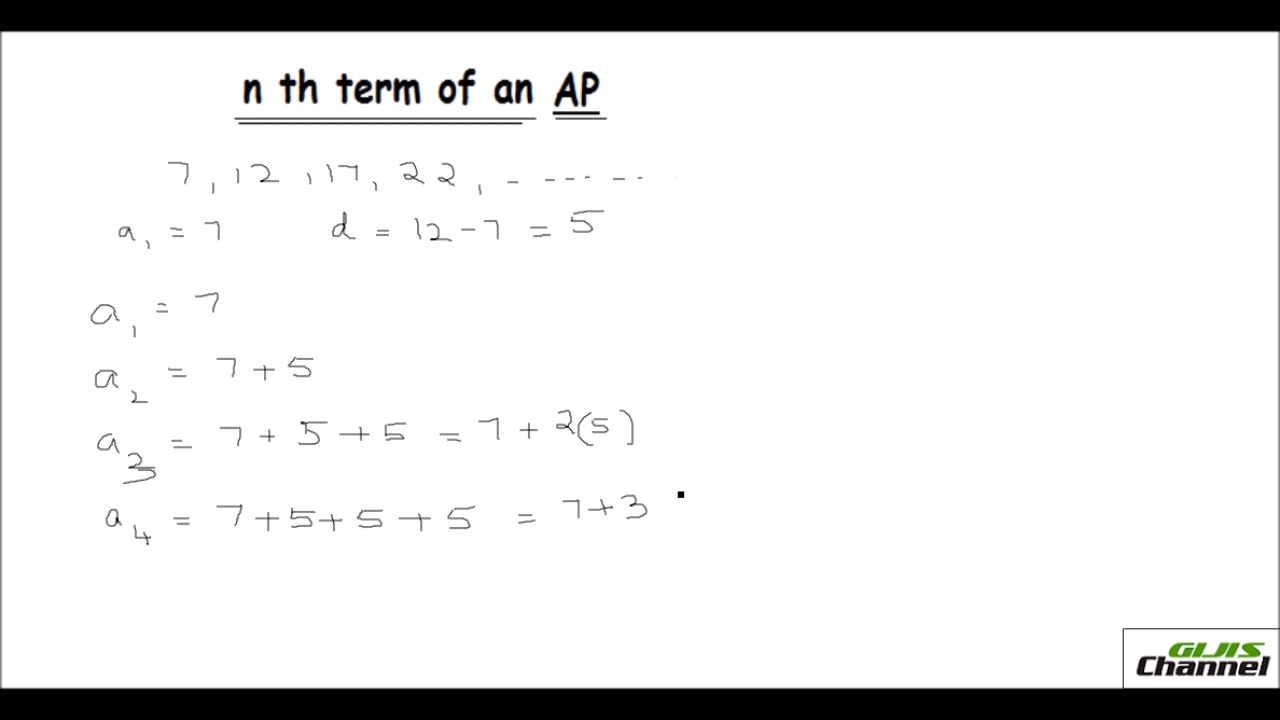 n th term of an AP
7, 12, 17, 22, - - - - - -
a₁ = 7 d = 12 - 7 = 5
a₁ = 7
a₂ = 7 + 5
a₃ = 7 + 5 + 5 = 7 + 2(5)
a₄ = 7 + 5 + 5 + 5 = 7 + 3
GIJIS
Channel